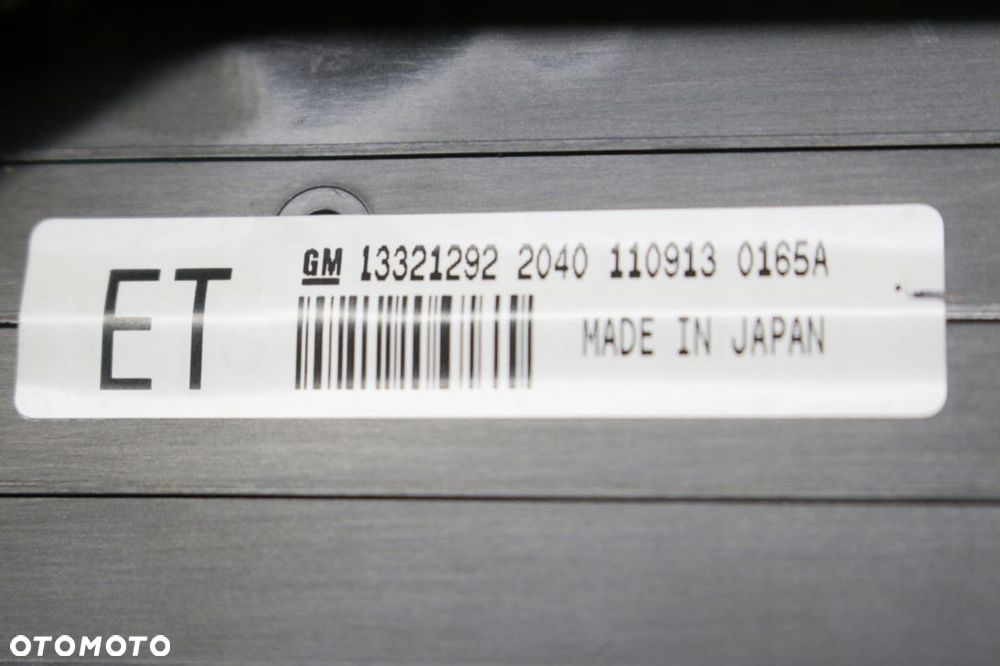 ET
GM 13321292 2040 110913 0165A
MADE IN JAPAN
OTOMOTO